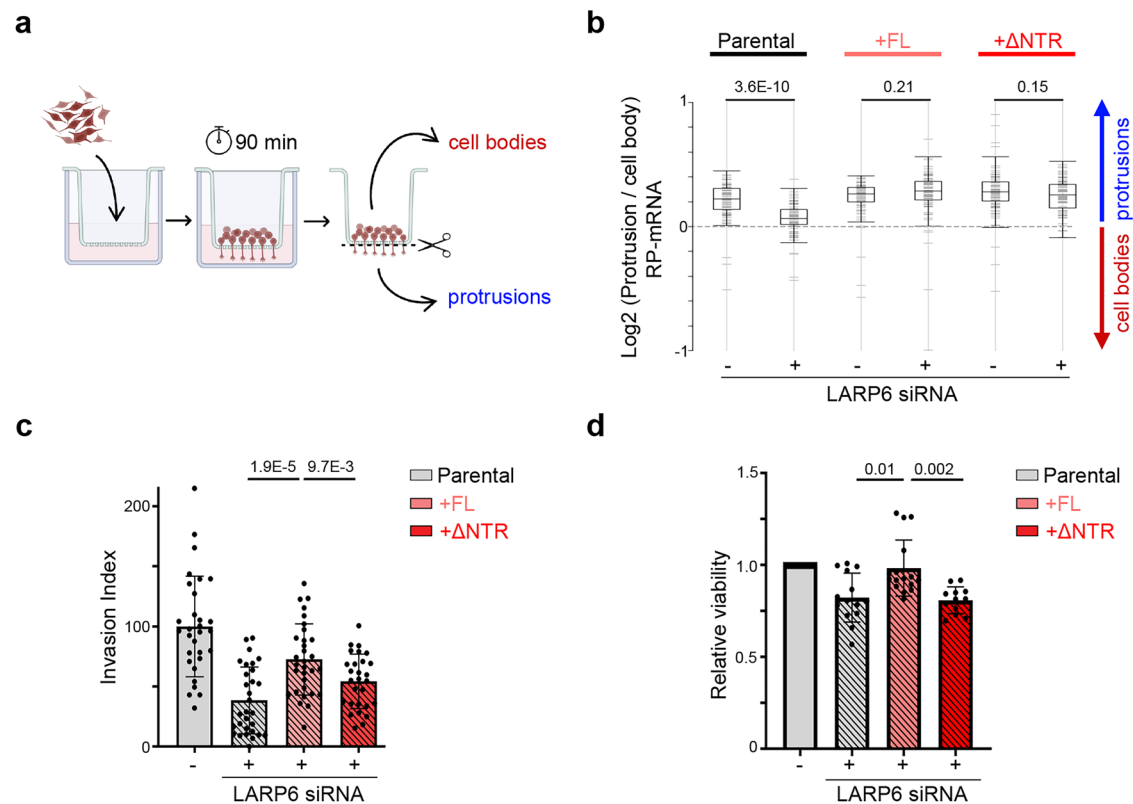 a
90 min
cell bodies
protrusions
b
Parental
+FL
+ΔNTR
3.6E-10
0.21
0.15
Log2 (Protrusion / cell body)
RP-mRNA
1
0
-1
protrusions
cell bodies
- + - + - +
LARP6 siRNA
c
1.9E-5
9.7E-3
Parental
+FL
+ΔNTR
Invasion Index
200
100
0
- + + +
LARP6 siRNA
d
0.01
0.002
Parental
+FL
+ΔNTR
Relative viability
1.5
1.0
0.5
0
- + + +
LARP6 siRNA